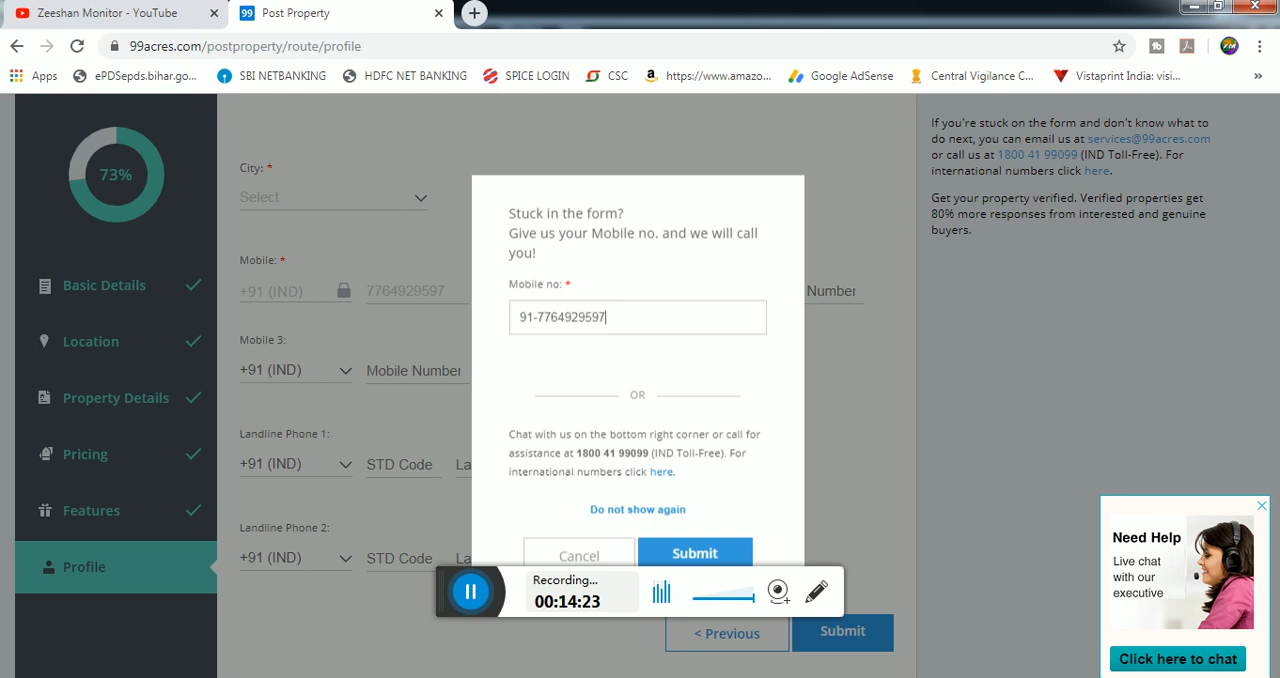 Zeeshan Monitor - YouTube
99 Post Property
99acres.com/postproperty/route/profile
Apps ePDSepds.bihar.go... SBI NETBANKING HDFC NET BANKING SPICE LOGIN CSC https://www.amazo... Google AdSense Central Vigilance C... Vistaprint India: visi... »
73%
Basic Details
Location
Property Details
Pricing
Features
Profile
City: *
Select
Mobile: *
+91 (IND) 7764929597 Number
Mobile 3:
+91 (IND) Mobile Number
Landline Phone 1:
+91 (IND) STD Code La
Landline Phone 2:
+91 (IND) STD Code La
Stuck in the form?
Give us your Mobile no. and we will call
you!
Mobile no: *
91-7764929597
OR
Chat with us on the bottom right corner or call for
assistance at 1800 41 99099 (IND Toll-Free). For
international numbers click here.
Do not show again
Cancel Submit
Recording...
00:14:23
< Previous Submit
If you're stuck on the form and don't know what to
do next, you can email us at services@99acres.com
or call us at 1800 41 99099 (IND Toll-Free). For
international numbers click here.
Get your property verified. Verified properties get
80% more responses from interested and genuine
buyers.
Need Help
Live chat
with our
executive
Click here to chat